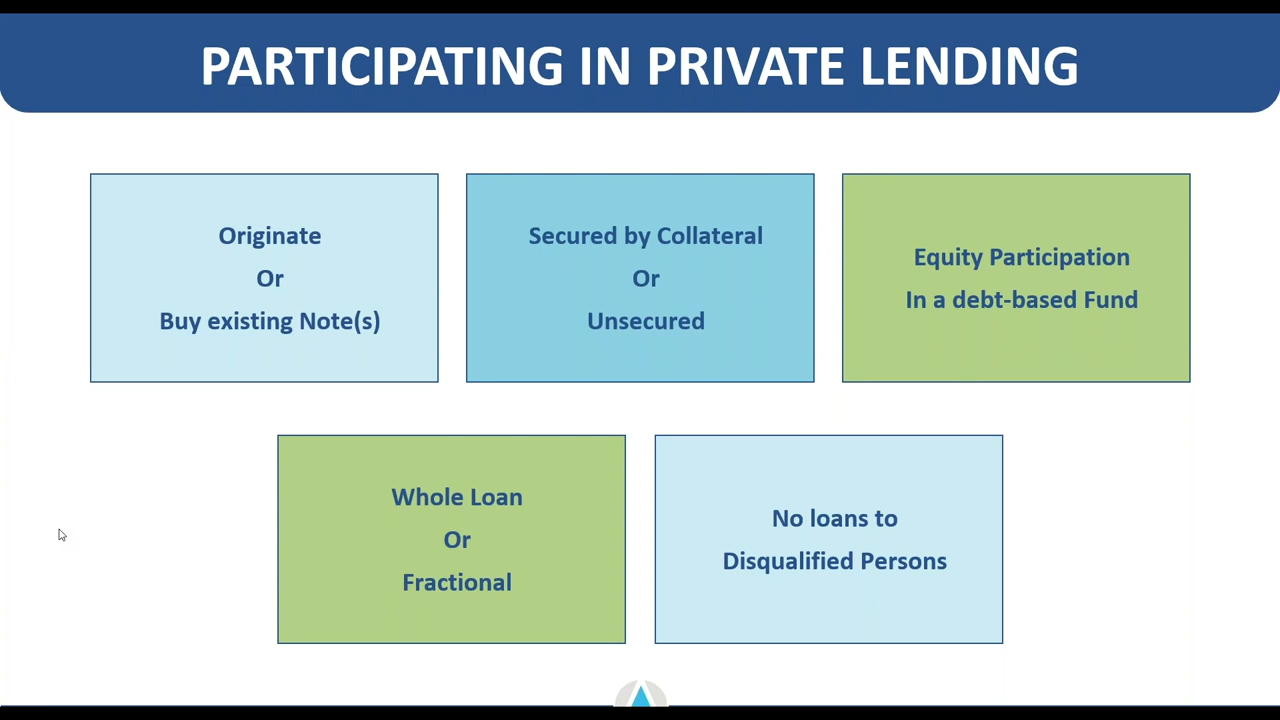 PARTICIPATING IN PRIVATE LENDING
Originate
Or
Buy existing Note(s)
Secured by Collateral
Or
Unsecured
Equity Participation
In a debt-based Fund
Whole Loan
Or
Fractional
No loans to
Disqualified Persons